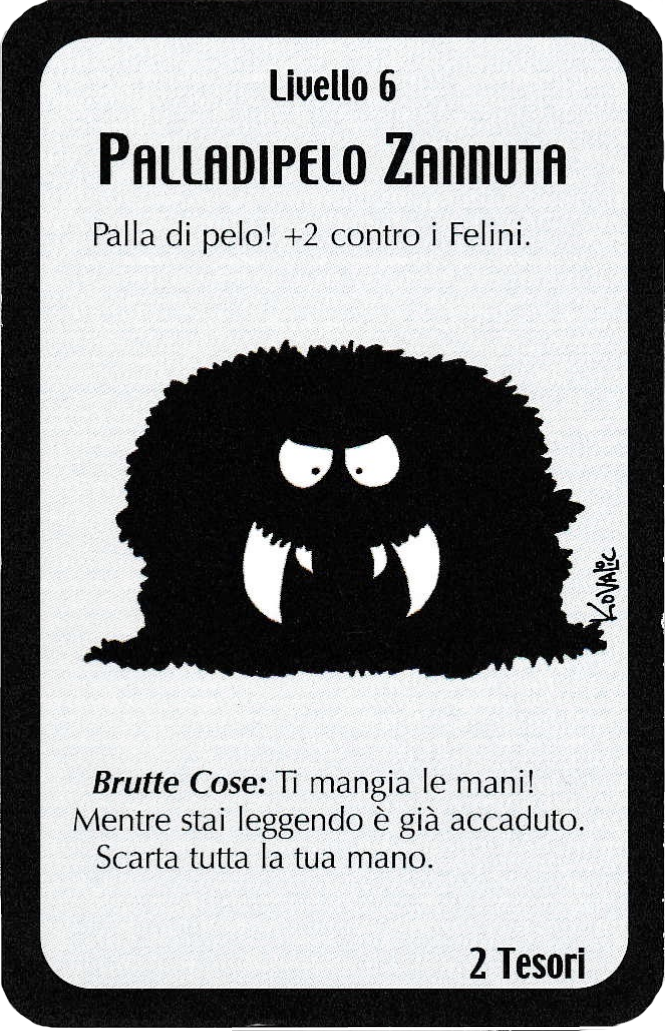 Livello 6
Palladipelo Zannuta
Palla di pelo! +2 contro i Felini.
Kovalic
Brutte Cose: Ti mangia le mani!
Mentre stai leggendo è già accaduto.
Scarta tutta la tua mano.
2 Tesori